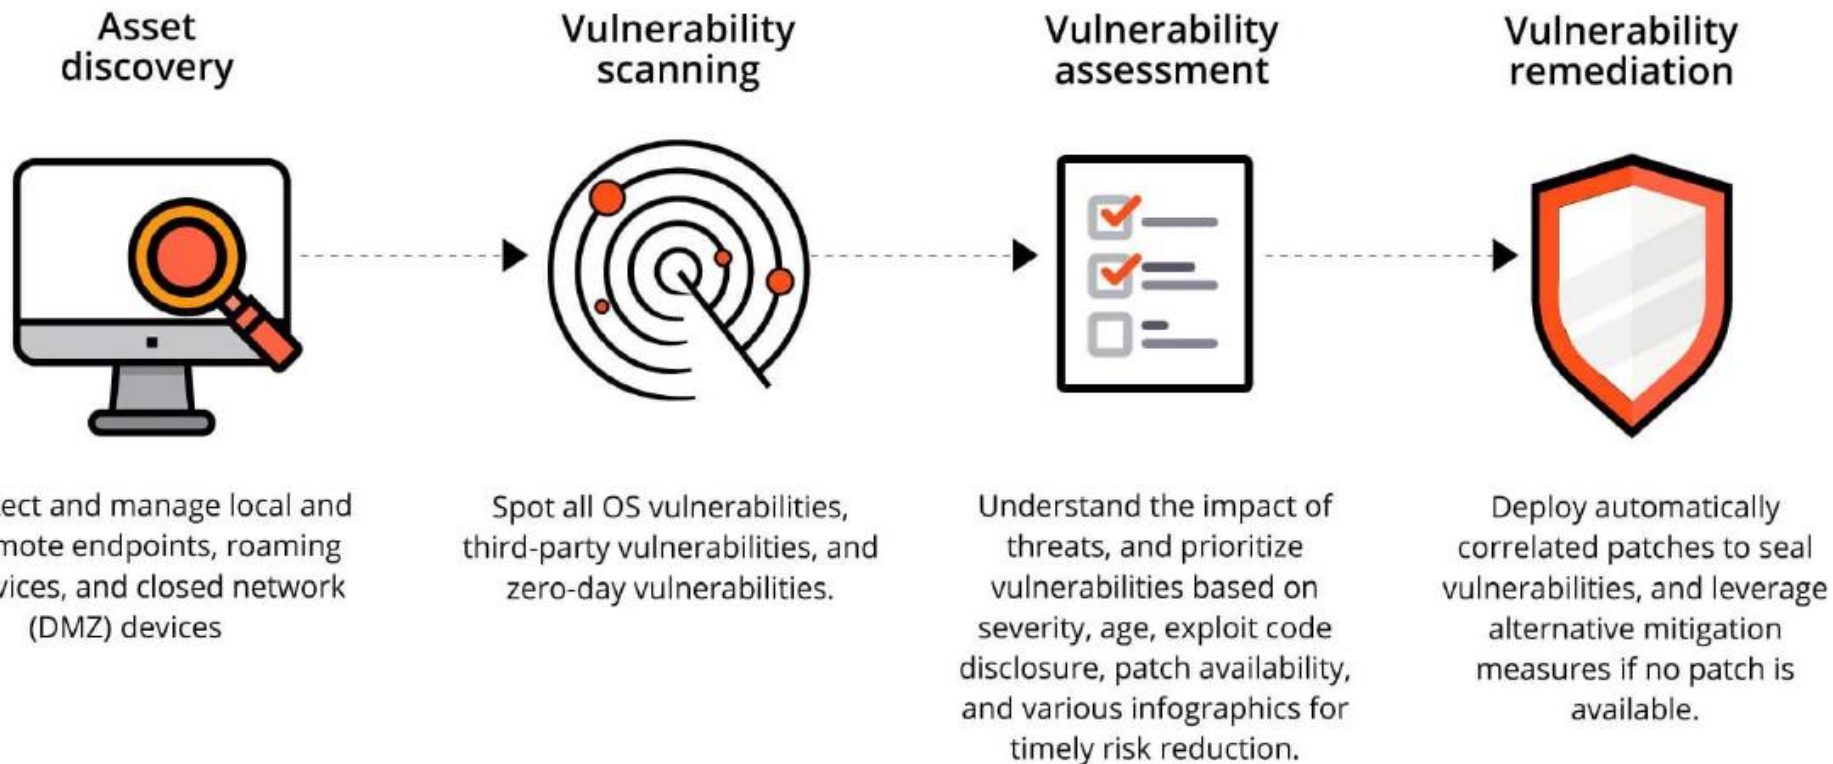 Asset
discovery
Vulnerability
scanning
Vulnerability
assessment
Vulnerability
remediation
and manage local and
endpoints, roaming
and closed network
(DMZ) devices
Spot all OS vulnerabilities,
third-party vulnerabilities, and
zero-day vulnerabilities.
Understand the impact of
threats, and prioritize
vulnerabilities based on
severity, age, exploit code
disclosure, patch availability,
and various infographics for
timely risk reduction.
Deploy automatically
correlated patches to seal
vulnerabilities, and leverage
alternative mitigation
measures if no patch is
available.